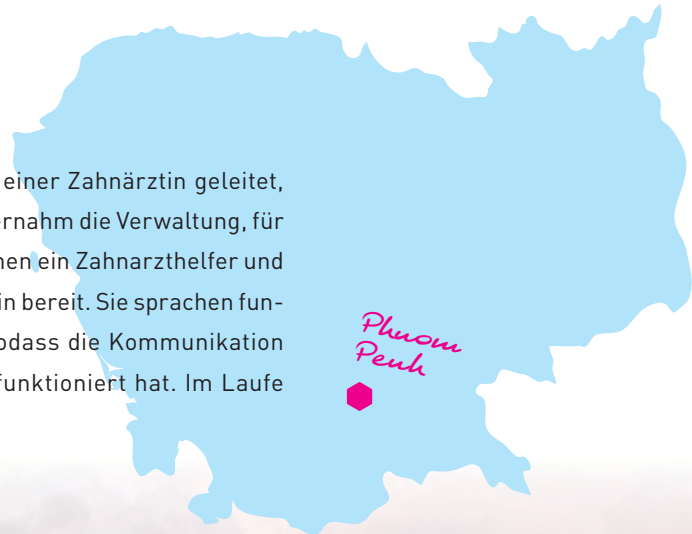 einer Zahnärztin geleitet,
ernahm die Verwaltung, für
en ein Zahnarzthelfer und
in bereit. Sie sprachen fun-
odass die Kommunikation
funktioniert hat. Im Laufe
Phnom
Penh